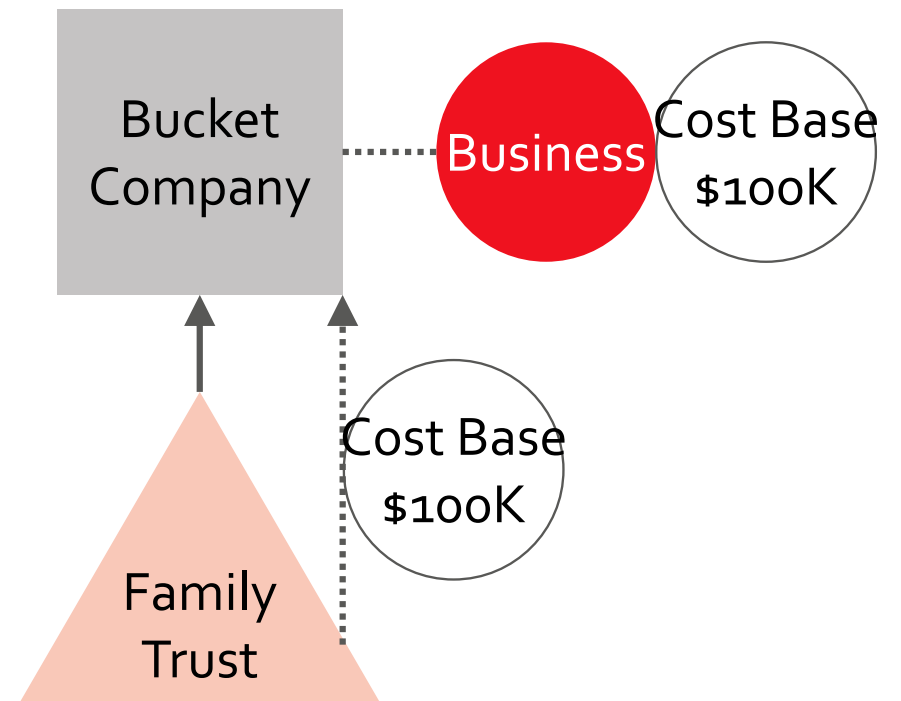 Bucket
Company
Business
Cost Base
$100K
Cost Base
$100K
Family
Trust